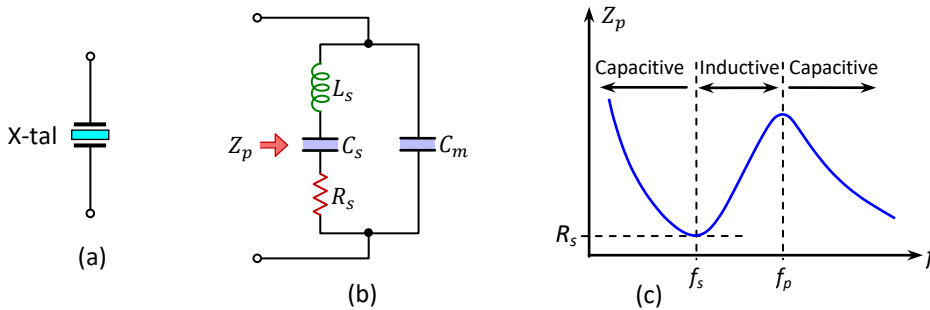 X-tal
(a)
L_s
Z_p
C_s
C_m
R_s
(b)
Z_p
Capacitive
Inductive
Capacitive
R_s
f_s
f_p
f
(c)